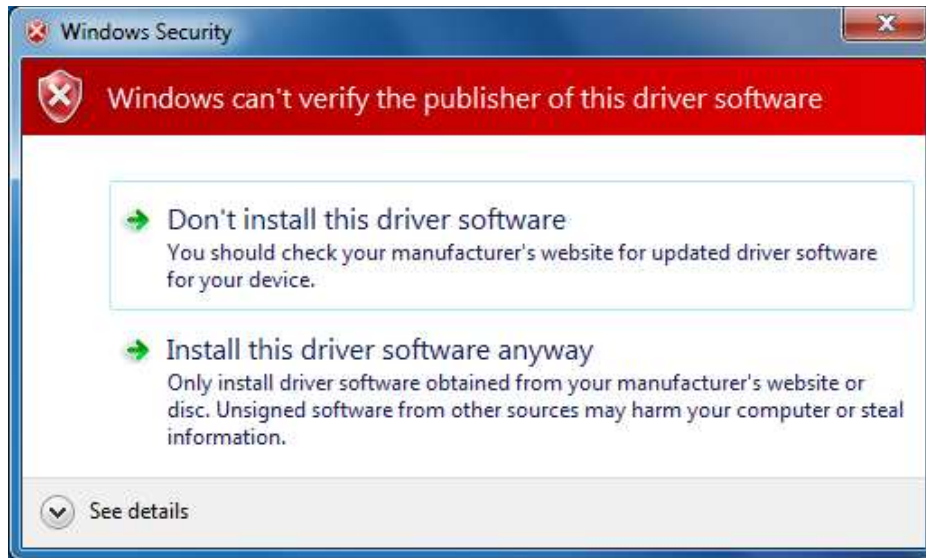 Windows Security
Windows can't verify the publisher of this driver software
Don't install this driver software
You should check your manufacturer's website for updated driver software
for your device.
Install this driver software anyway
Only install driver software obtained from your manufacturer's website or
disc. Unsigned software from other sources may harm your computer or steal
information.
See details